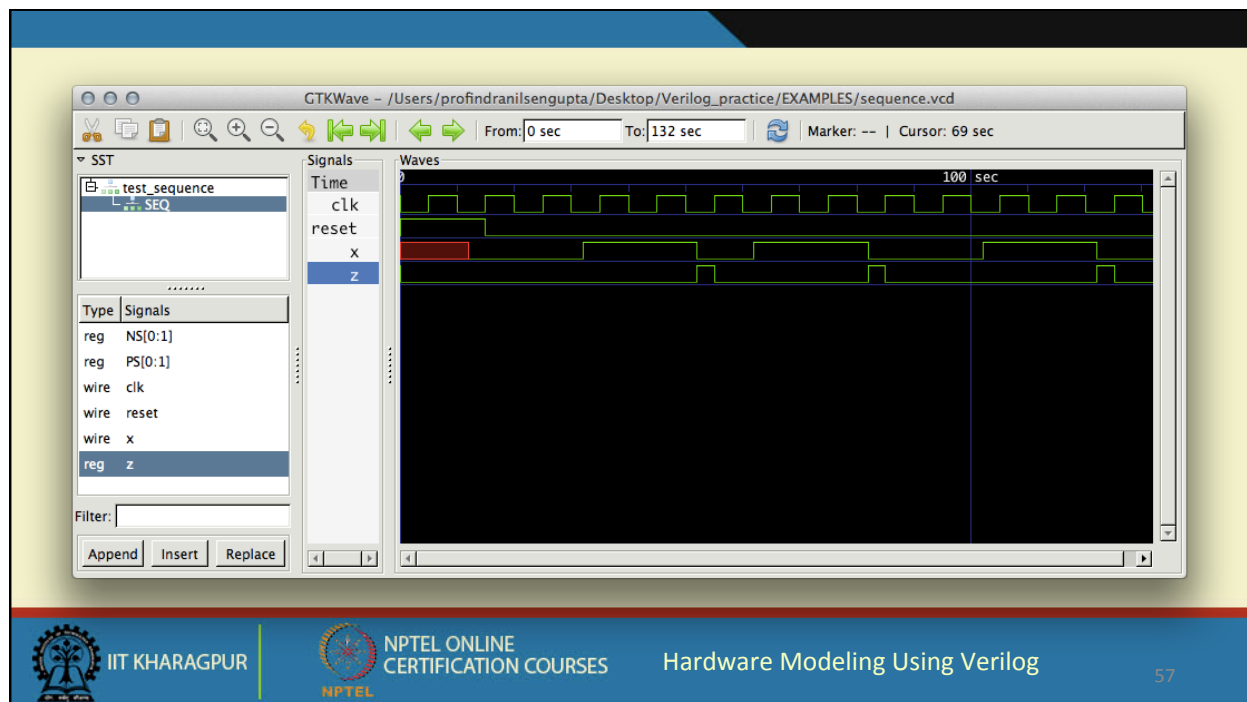 GTKWave – /Users/profindranilsengupta/Desktop/Verilog_practice/EXAMPLES/sequence.vcd
From: 0 sec To: 132 sec Marker: -- | Cursor: 69 sec
SST
test_sequence
SEQ
Type Signals
reg NS[0:1]
reg PS[0:1]
wire clk
wire reset
wire x
reg z
Filter:
Append Insert Replace
Signals
Time
clk
reset
x
z
Waves
0 100 sec
IIT KHARAGPUR
NPTEL
NPTEL ONLINE
CERTIFICATION COURSES
Hardware Modeling Using Verilog
57